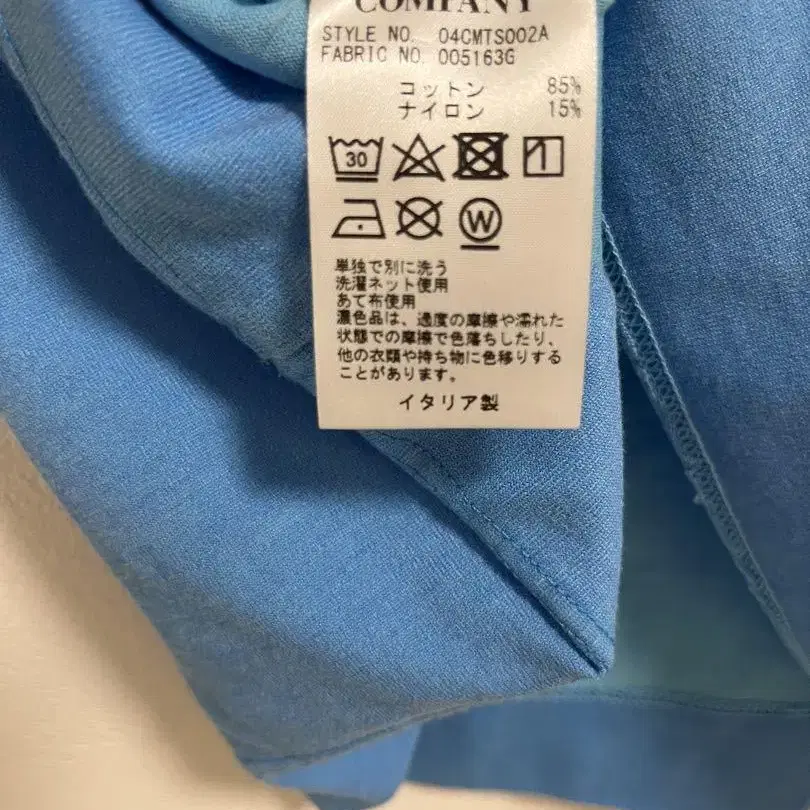 COMPANY
STYLE NO. 04CMTS002A
FABRIC NO. 005163G
コットン 85%
ナイロン 15%
30
W
単独で別に洗う
洗濯ネット使用
あて布使用
濃色品は、過度の摩擦や濡れた
状態での摩擦で色落ちしたり、
他の衣類や持ち物に色移りする
ことがあります。
イタリア製